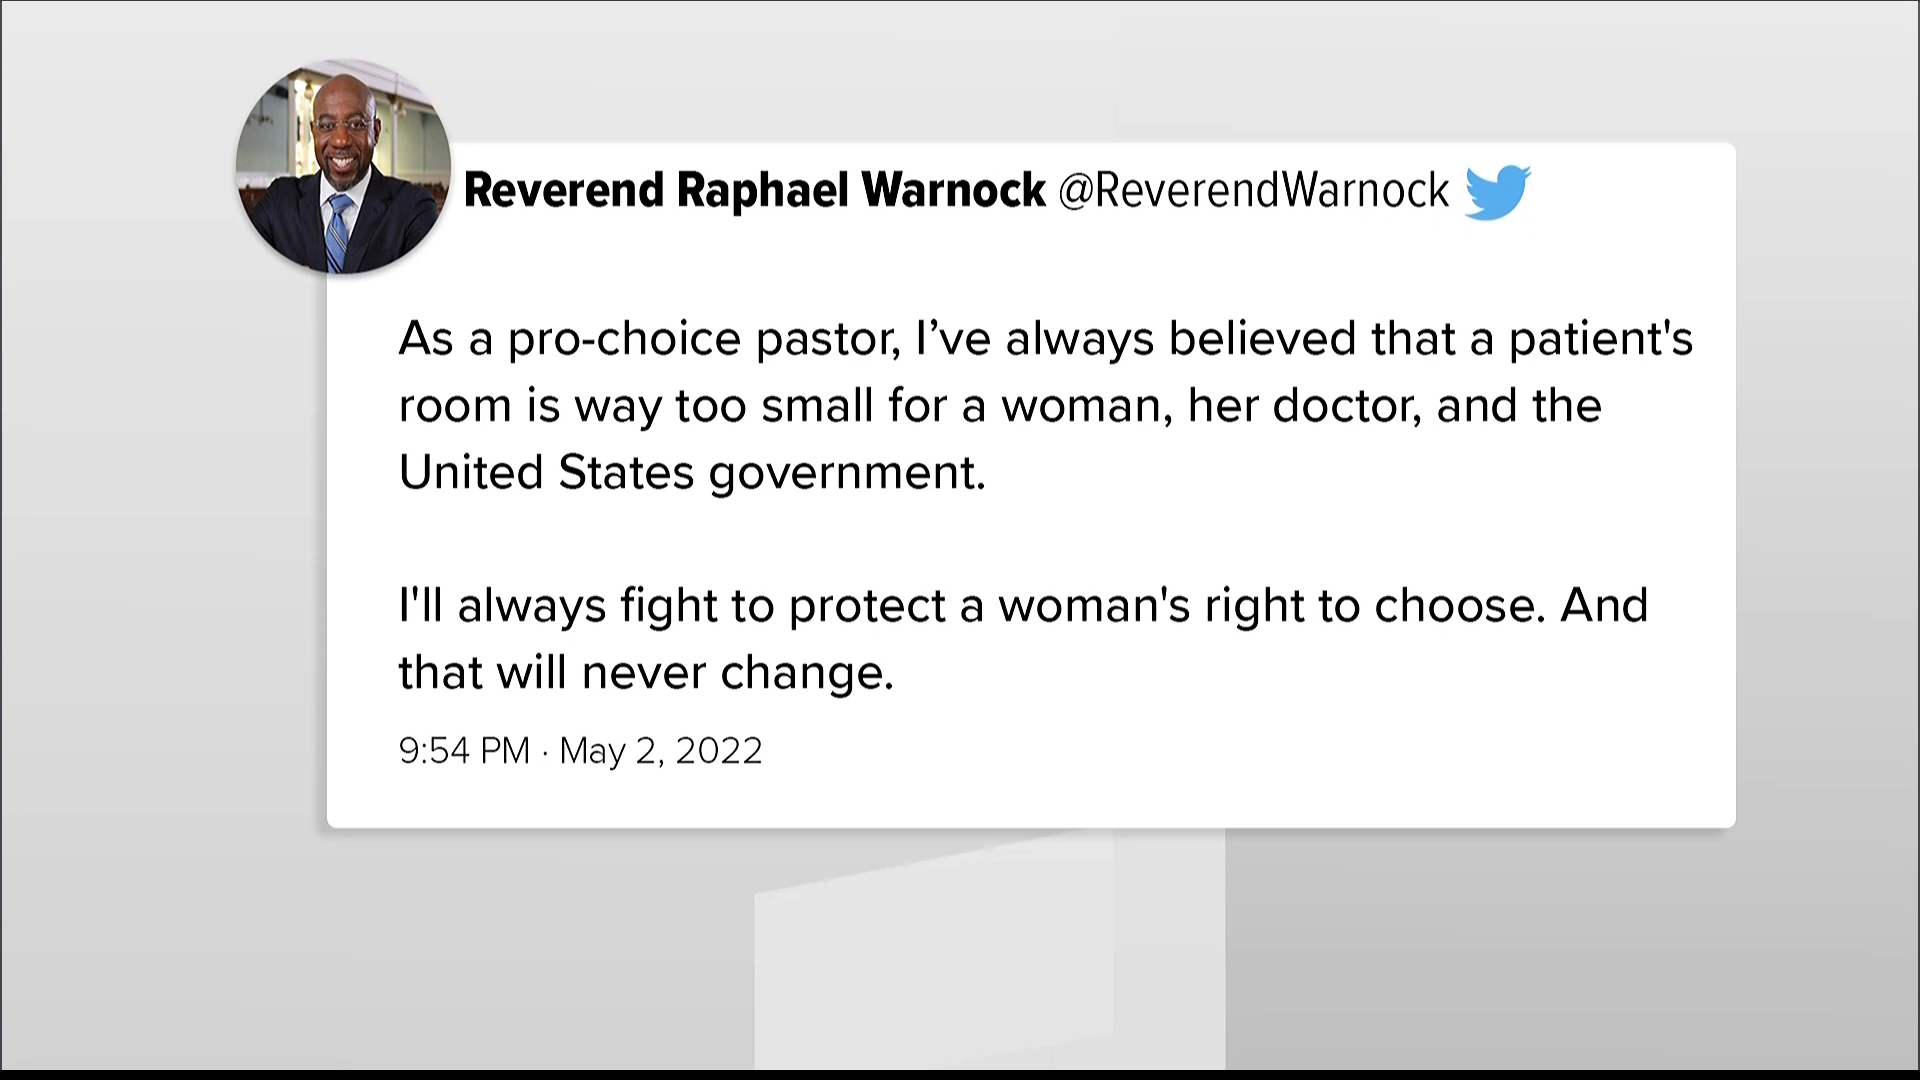 Reverend Raphael Warnock @ReverendWarnock
As a pro-choice pastor, I’ve always believed that a patient's
room is way too small for a woman, her doctor, and the
United States government.
I'll always fight to protect a woman's right to choose. And
that will never change.
9:54 PM · May 2, 2022